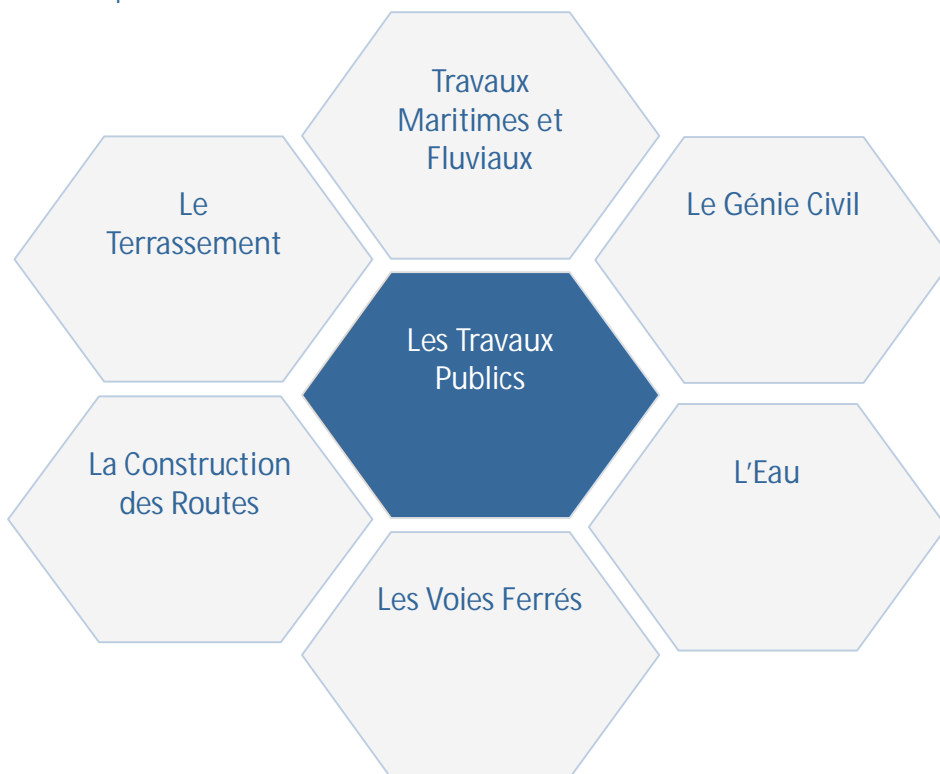 Travaux
Maritimes et
Fluviaux
Le
Terrassement
Le Génie Civil
Les Travaux
Publics
La Construction
des Routes
L'Eau
Les Voies Ferrés